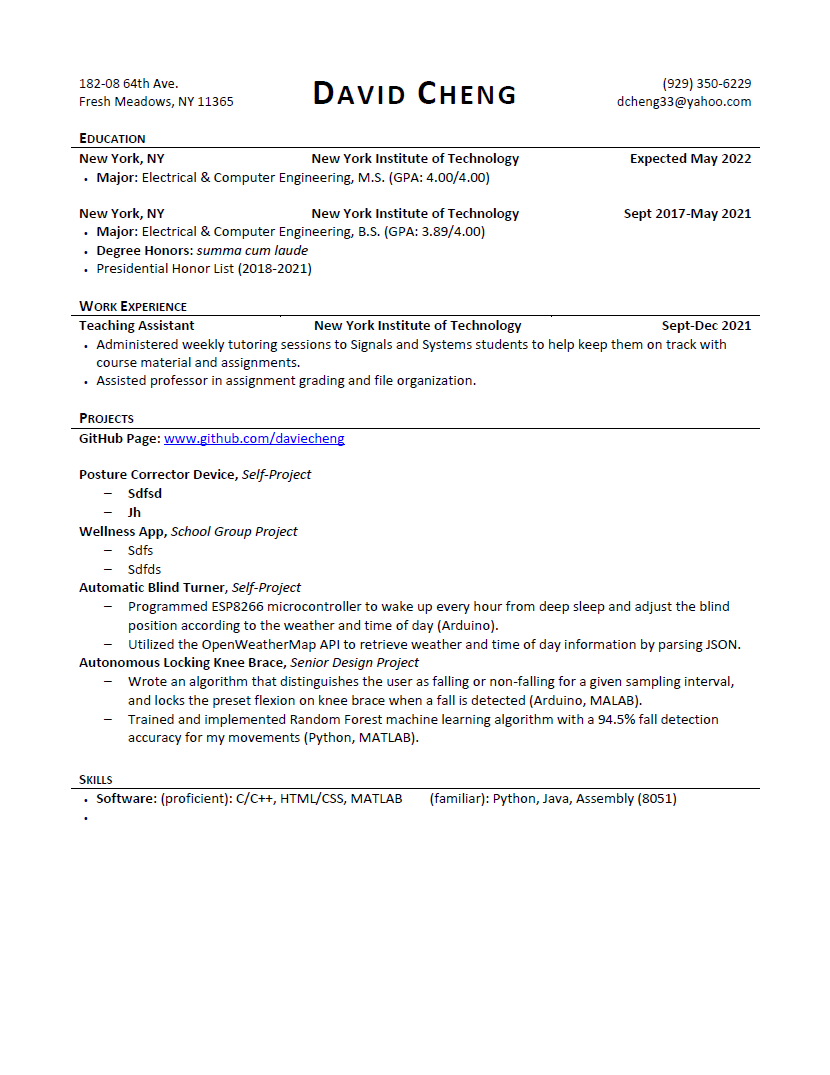 182-08 64th Ave.
Fresh Meadows, NY 11365
DAVID CHENG
(929) 350-6229
dcheng33@yahoo.com
EDUCATION
New York, NY New York Institute of Technology Expected May 2022
• Major: Electrical & Computer Engineering, M.S. (GPA: 4.00/4.00)
New York, NY New York Institute of Technology Sept 2017-May 2021
• Major: Electrical & Computer Engineering, B.S. (GPA: 3.89/4.00)
• Degree Honors: summa cum laude
• Presidential Honor List (2018-2021)
WORK EXPERIENCE
Teaching Assistant New York Institute of Technology Sept-Dec 2021
• Administered weekly tutoring sessions to Signals and Systems students to help keep them on track with
course material and assignments.
• Assisted professor in assignment grading and file organization.
PROJECTS
GitHub Page: www.github.com/daviecheng
Posture Corrector Device, Self-Project
– Sdfsd
– Jh
Wellness App, School Group Project
– Sdfs
– Sdfds
Automatic Blind Turner, Self-Project
– Programmed ESP8266 microcontroller to wake up every hour from deep sleep and adjust the blind
position according to the weather and time of day (Arduino).
– Utilized the OpenWeatherMap API to retrieve weather and time of day information by parsing JSON.
Autonomous Locking Knee Brace, Senior Design Project
– Wrote an algorithm that distinguishes the user as falling or non-falling for a given sampling interval,
and locks the preset flexion on knee brace when a fall is detected (Arduino, MALAB).
– Trained and implemented Random Forest machine learning algorithm with a 94.5% fall detection
accuracy for my movements (Python, MATLAB).
SKILLS
• Software: (proficient): C/C++, HTML/CSS, MATLAB (familiar): Python, Java, Assembly (8051)
•